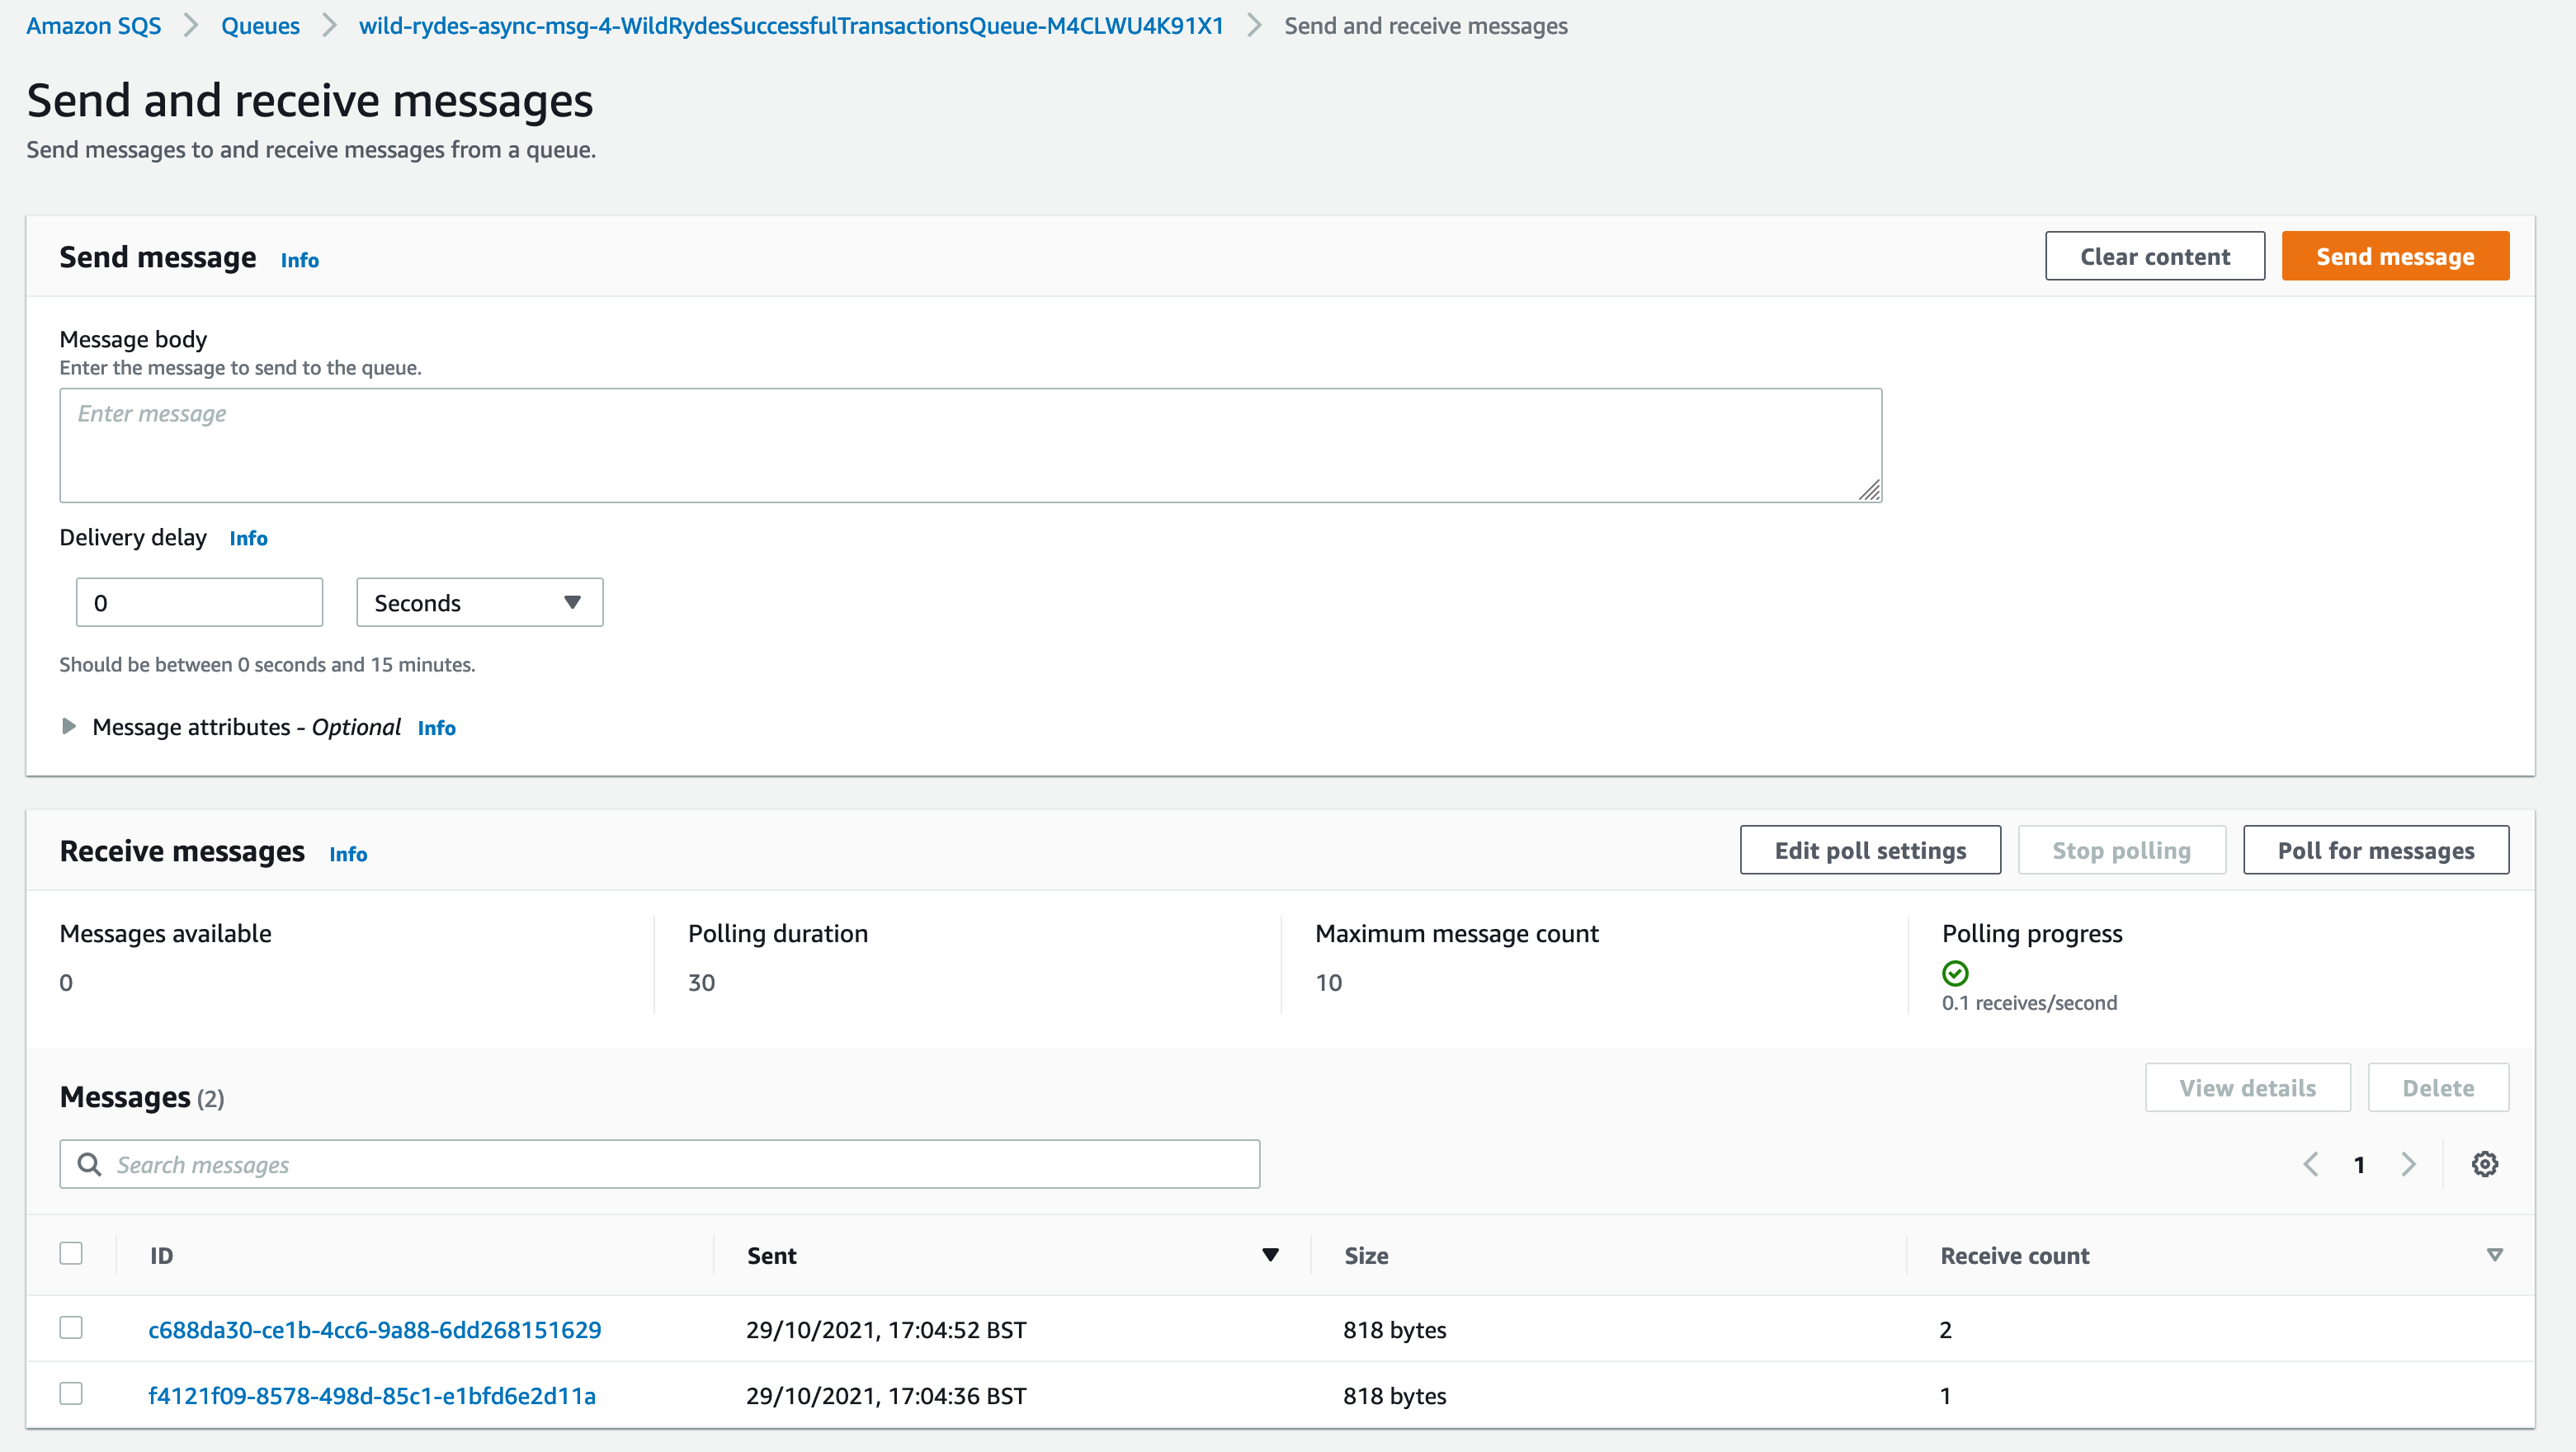 Amazon SQS > Queues > wild-rydes-async-msg-4-WildRydesSuccessfulTransactionsQueue-M4CLWU4K91X1 > Send and receive messages
Send and receive messages
Send messages to and receive messages from a queue.
Send message Info Clear content Send message
Message body
Enter the message to send to the queue.
Enter message
Delivery delay Info
0 Seconds
Should be between 0 seconds and 15 minutes.
Message attributes - Optional Info
Receive messages Info Edit poll settings Stop polling Poll for messages
Messages available Polling duration Maximum message count Polling progress
0 30 10
0.1 receives/second
Messages (2) View details Delete
Search messages 1
ID Sent Size Receive count
c688da30-ce1b-4cc6-9a88-6dd268151629 29/10/2021, 17:04:52 BST 818 bytes 2
f4121f09-8578-498d-85c1-e1bfd6e2d11a 29/10/2021, 17:04:36 BST 818 bytes 1